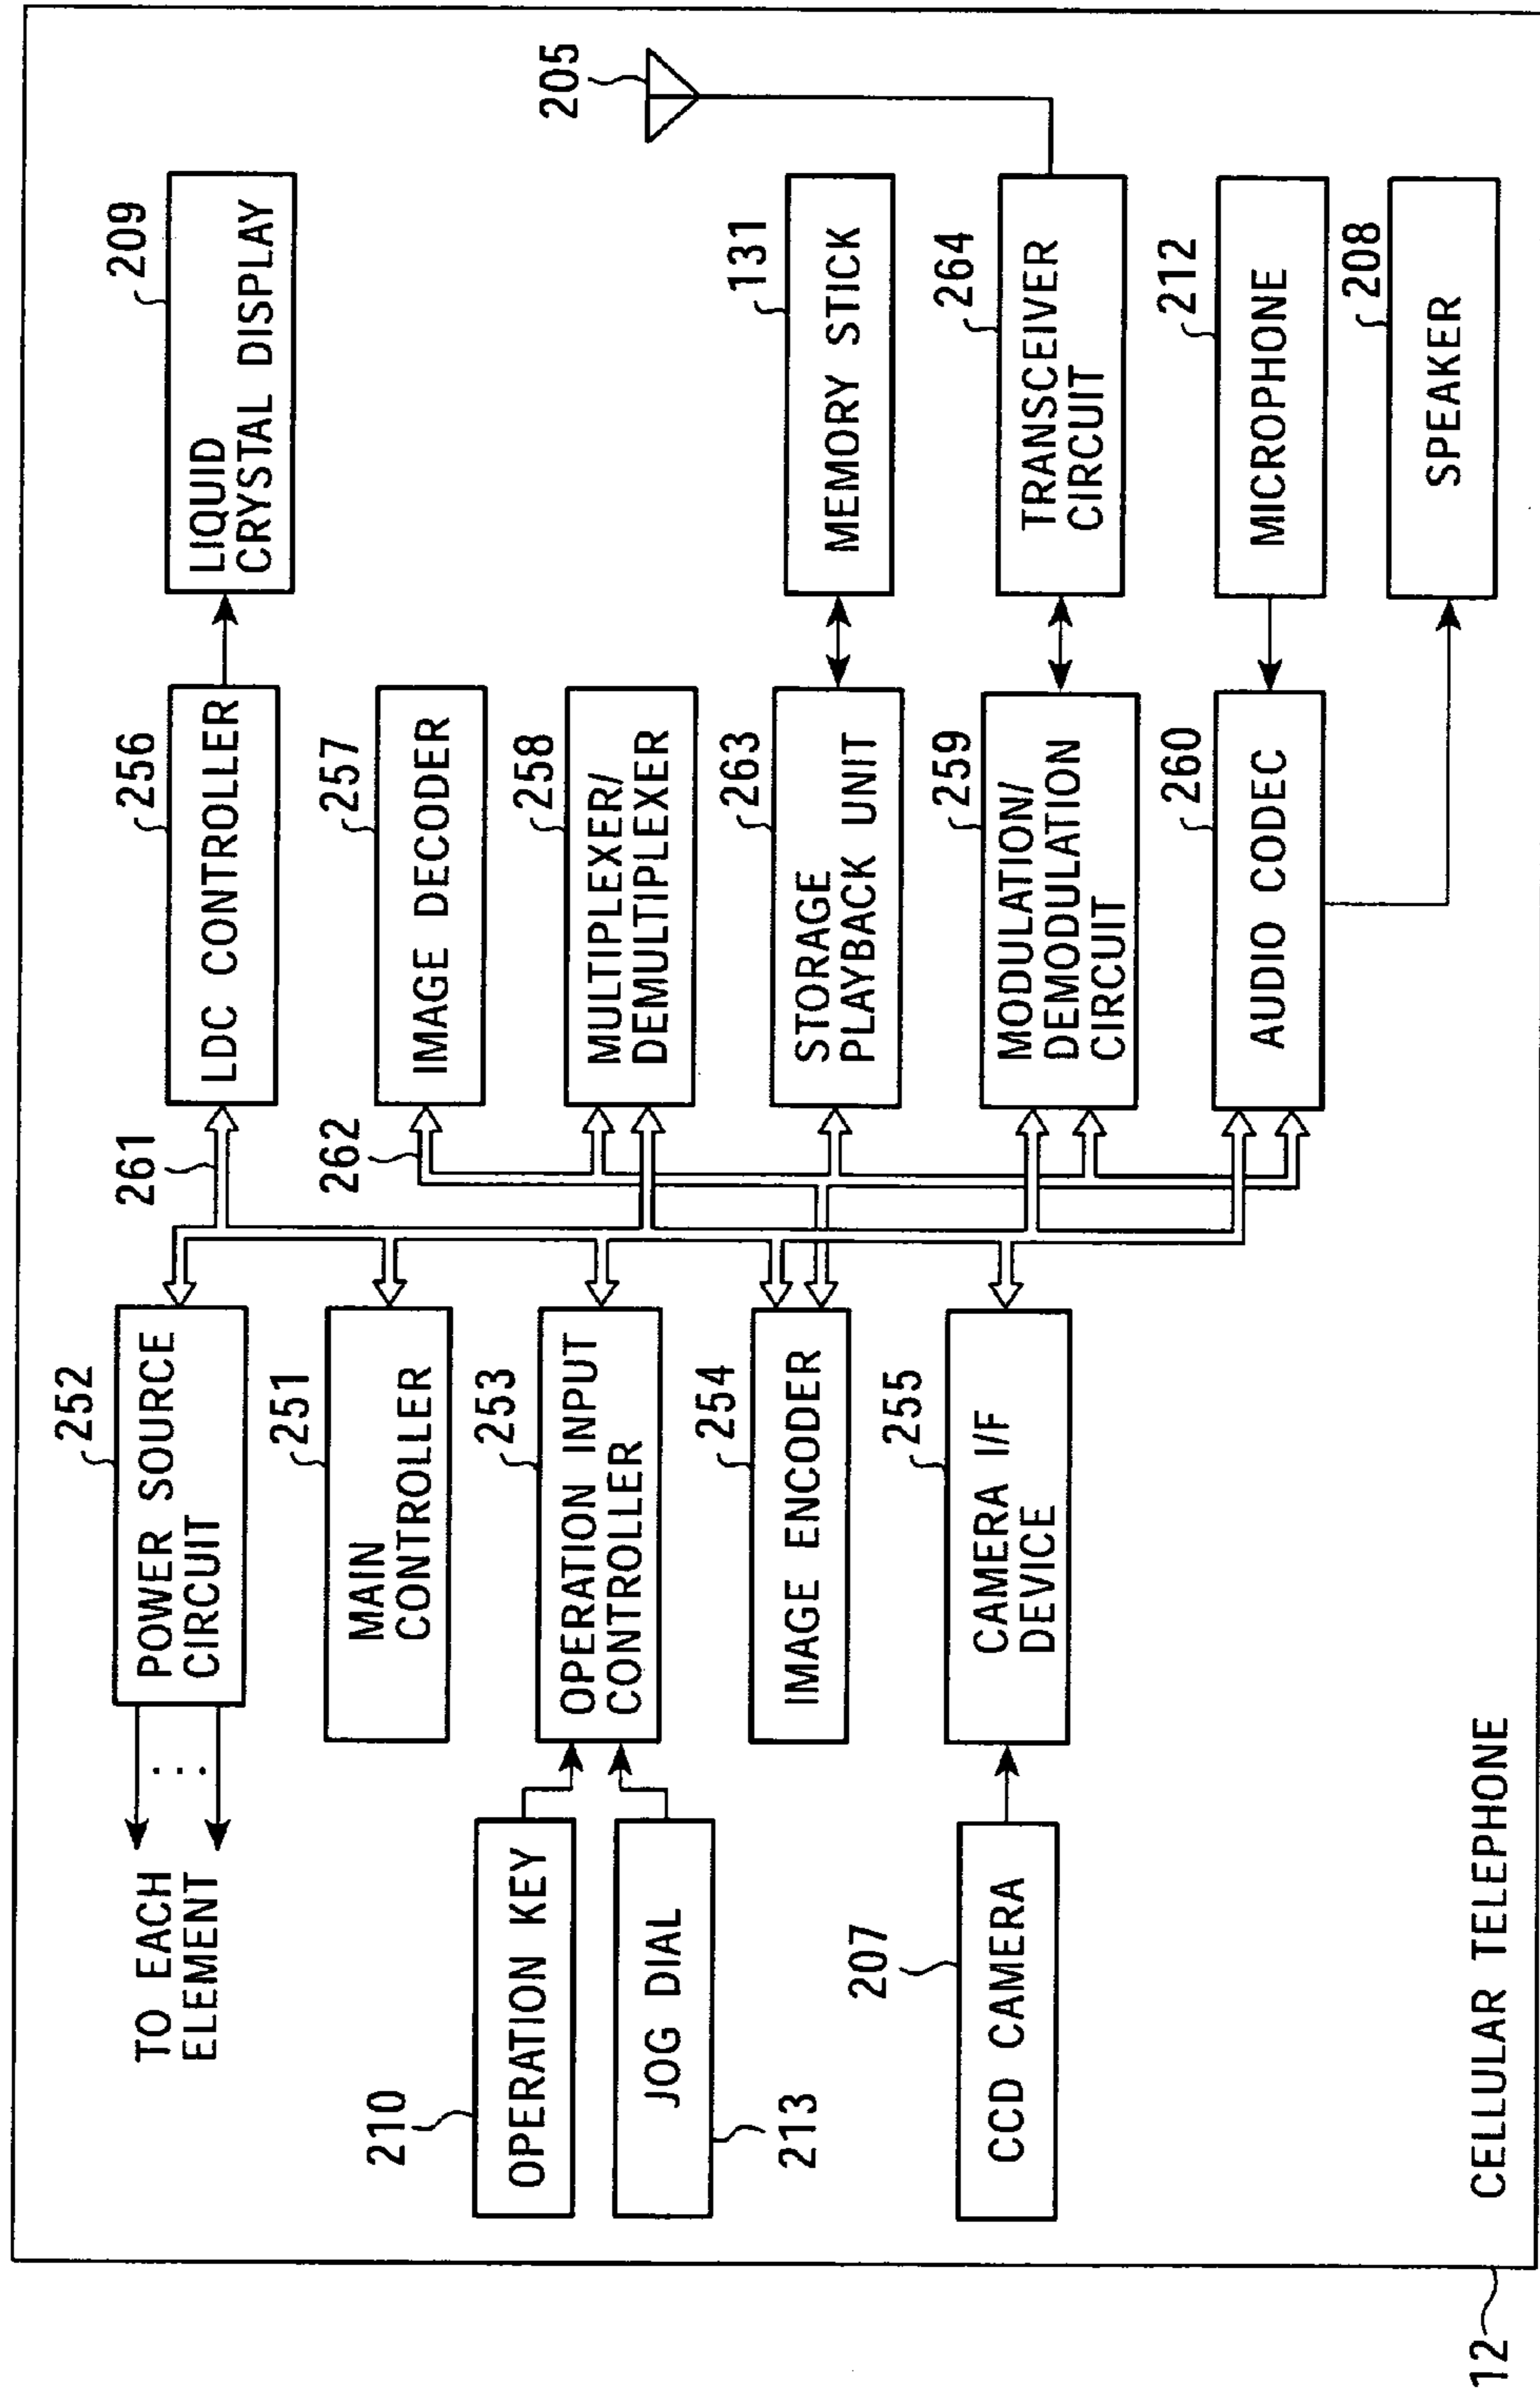 205
209
LIQUID
CRYSTAL DISPLAY
131
MEMORY STICK
264
TRANSCEIVER
CIRCUIT
212
MICROPHONE
208
SPEAKER
256
LDC CONTROLLER
257
IMAGE DECODER
258
MULTIPLEXER/
DEMULTIPLEXER
263
STORAGE
PLAYBACK UNIT
259
MODULATION/
DEMODULATION
CIRCUIT
260
AUDIO CODEC
261
262
252
POWER SOURCE
CIRCUIT
251
MAIN
CONTROLLER
253
OPERATION INPUT
CONTROLLER
254
IMAGE ENCODER
255
CAMERA I/F
DEVICE
TO EACH
ELEMENT
210
OPERATION KEY
JOG DIAL
213
207
CCD CAMERA
CELLULAR TELEPHONE
12